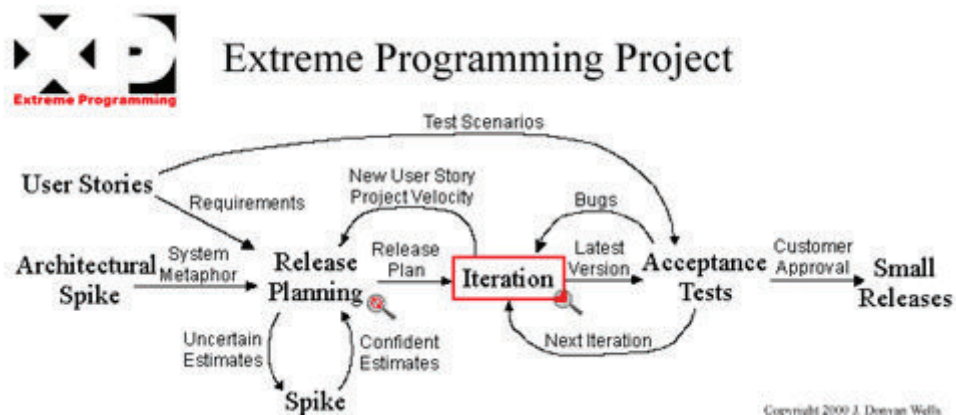 XP
Extreme Programming
Extreme Programming Project
Test Scenarios
User Stories
Requirements
New User Story
Project Velocity
Bugs
Architectural
Spike
System
Metaphor
Release
Planning
Release
Plan
Iteration
Latest
Version
Acceptance
Tests
Customer
Approval
Small
Releases
Uncertain
Estimates
Confident
Estimates
Next Iteration
Spike
Copyright 2000 J. Donvan Wells